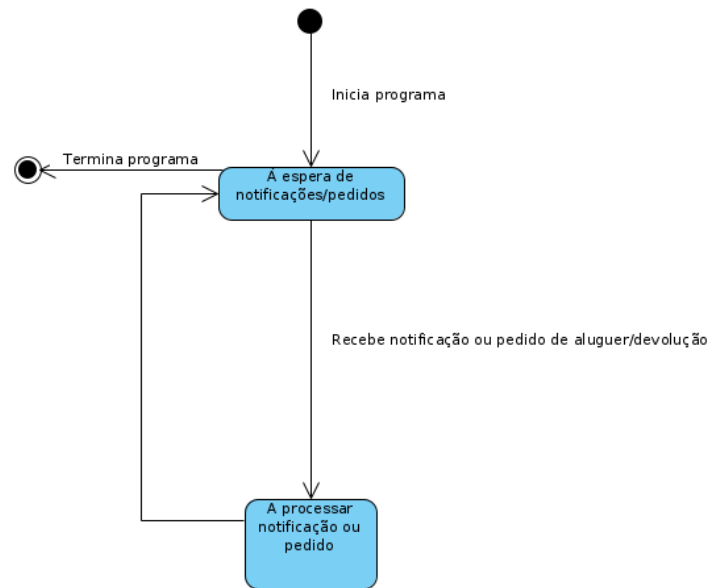 Inicia programa
Termina programa
Á espera de
notificações/pedidos
Recebe notificação ou pedido de aluguer/devolução
A processar
notificação ou
pedido